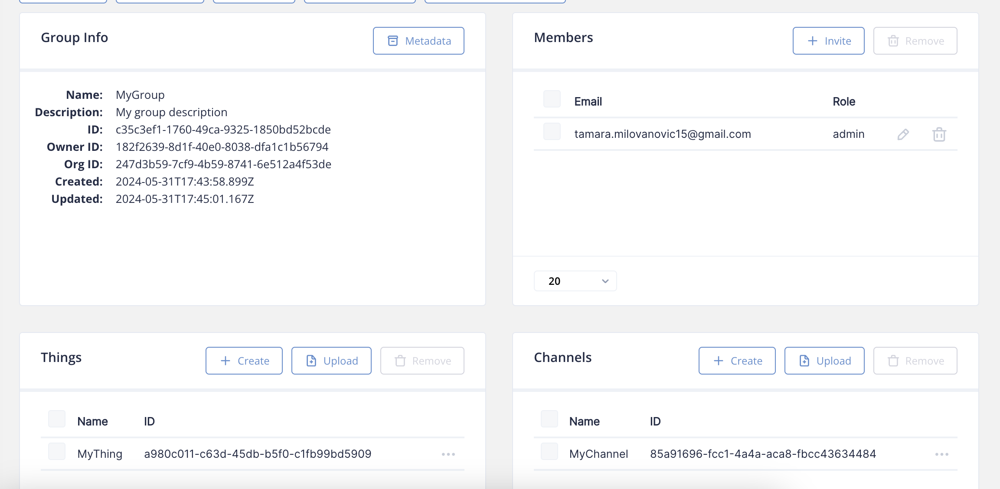 Group Info
Metadata
Name: MyGroup
Description: My group description
ID: c35c3ef1-1760-49ca-9325-1850bd52bcde
Owner ID: 182f2639-8d1f-40e0-8038-dfa1c1b56794
Org ID: 247d3b59-7cf9-4b59-8741-6e512a4f53de
Created: 2024-05-31T17:43:58.899Z
Updated: 2024-05-31T17:45:01.167Z
Members
Invite
Remove
Email Role
tamara.milovanovic15@gmail.com admin
20
Things
Create
Upload
Remove
Name ID
MyThing a980c011-c63d-45db-b5f0-c1fb99bd5909
Channels
Create
Upload
Remove
Name ID
MyChannel 85a91696-fcc1-4a4a-aca8-fbcc43634484